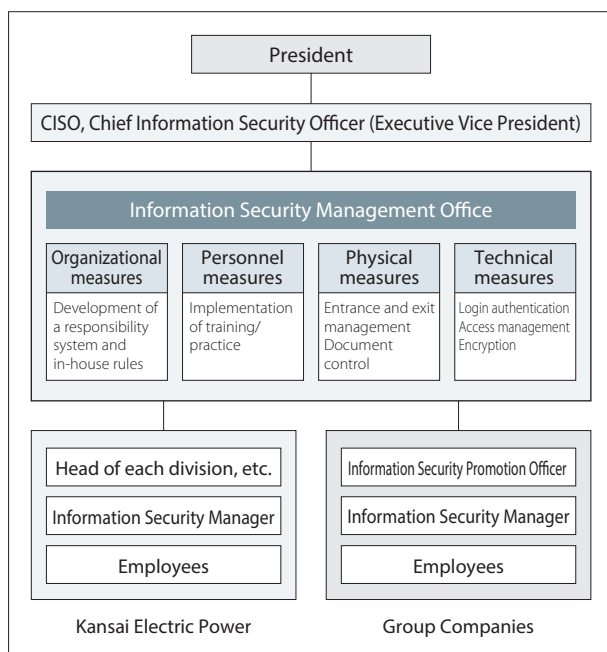 President
CISO, Chief Information Security Officer (Executive Vice President)
Information Security Management Office
Organizational
measures
Development of
a responsibility
system and
in-house rules
Personnel
measures
Implementation
of training/
practice
Physical
measures
Entrance and exit
management
Document
control
Technical
measures
Login authentication
Access management
Encryption
Head of each division, etc.
Information Security Manager
Employees
Kansai Electric Power
Information Security Promotion Officer
Information Security Manager
Employees
Group Companies